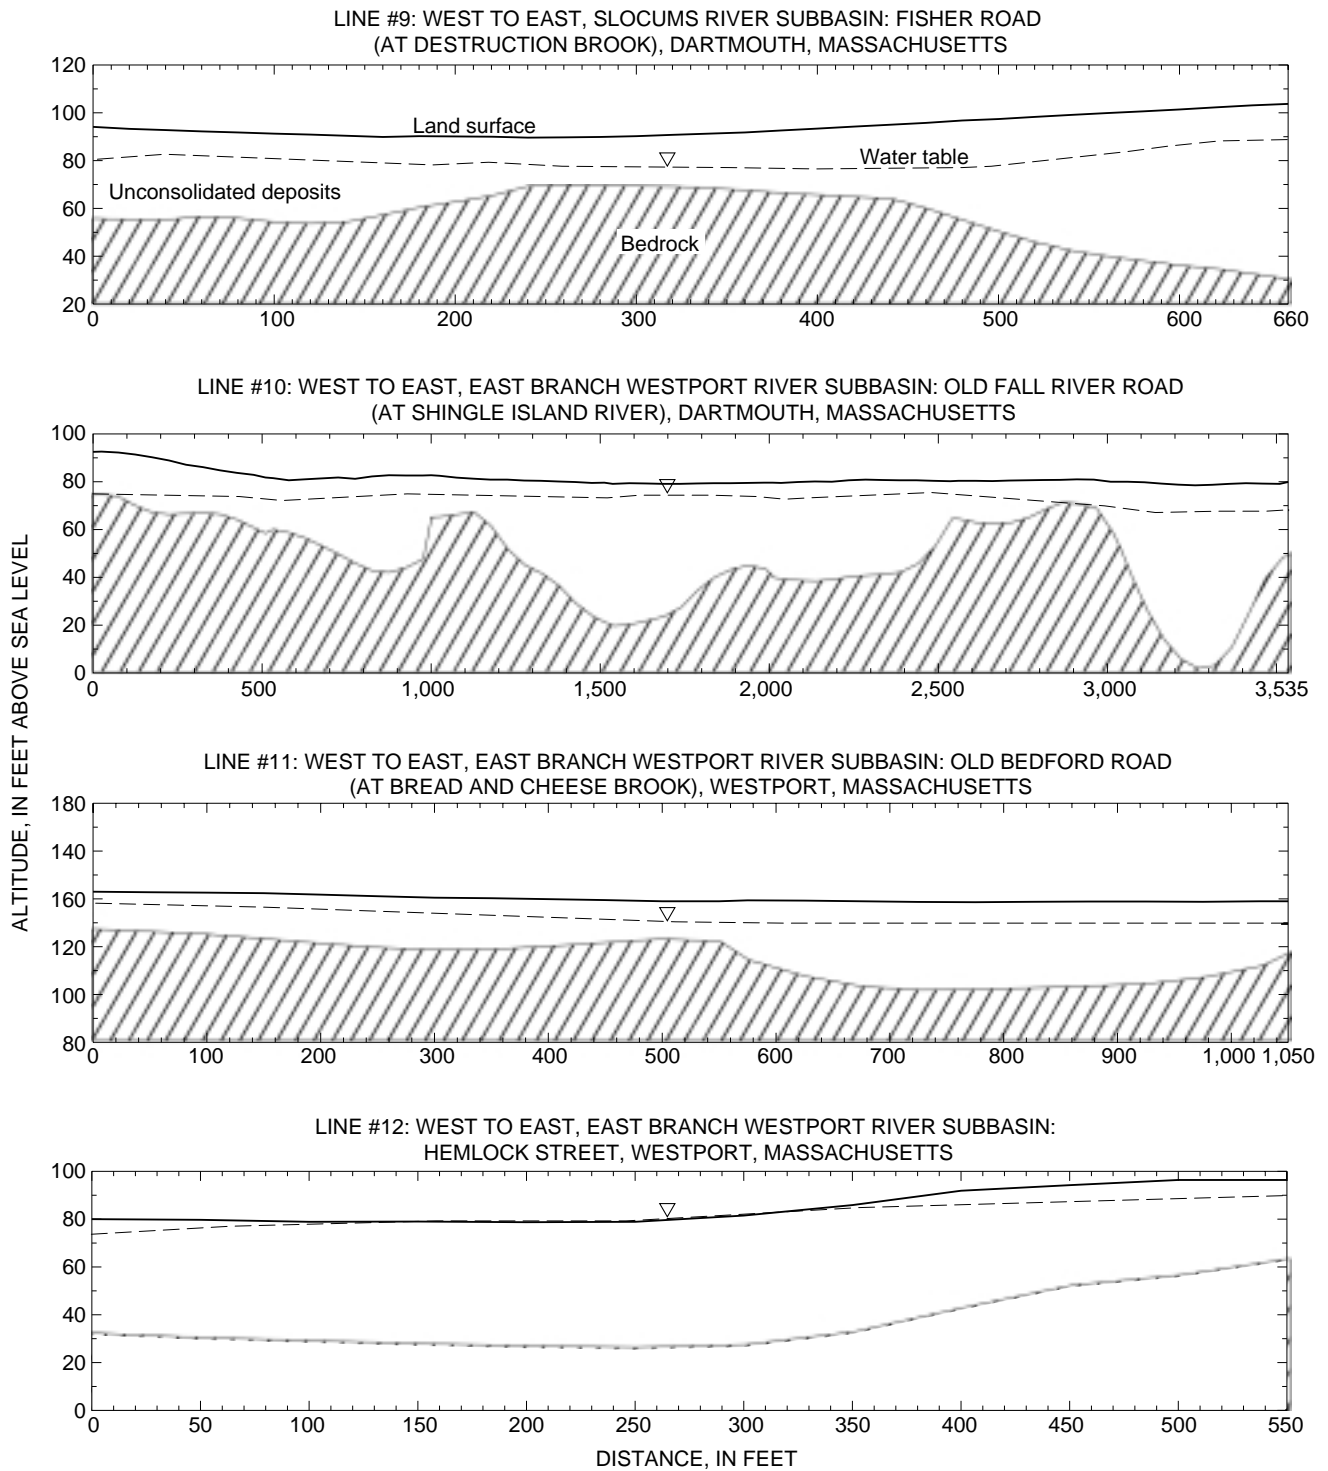 LINE #9: WEST TO EAST, SLOCUMS RIVER SUBBASIN: FISHER ROAD
(AT DESTRUCTION BROOK), DARTMOUTH, MASSACHUSETTS
120
100
80
60
40
20
Land surface
Water table
Unconsolidated deposits
Bedrock
0 100 200 300 400 500 600 660
LINE #10: WEST TO EAST, EAST BRANCH WESTPORT RIVER SUBBASIN: OLD FALL RIVER ROAD
(AT SHINGLE ISLAND RIVER), DARTMOUTH, MASSACHUSETTS
100
80
60
40
20
0
0 500 1,000 1,500 2,000 2,500 3,000 3,535
ALTITUDE, IN FEET ABOVE SEA LEVEL
LINE #11: WEST TO EAST, EAST BRANCH WESTPORT RIVER SUBBASIN: OLD BEDFORD ROAD
(AT BREAD AND CHEESE BROOK), WESTPORT, MASSACHUSETTS
180
140
160
120
100
80
0 100 200 300 400 500 600 700 800 900 1,000 1,050
LINE #12: WEST TO EAST, EAST BRANCH WESTPORT RIVER SUBBASIN:
HEMLOCK STREET, WESTPORT, MASSACHUSETTS
100
80
60
40
20
0
0 50 100 150 200 250 300 350 400 450 500 550
DISTANCE, IN FEET